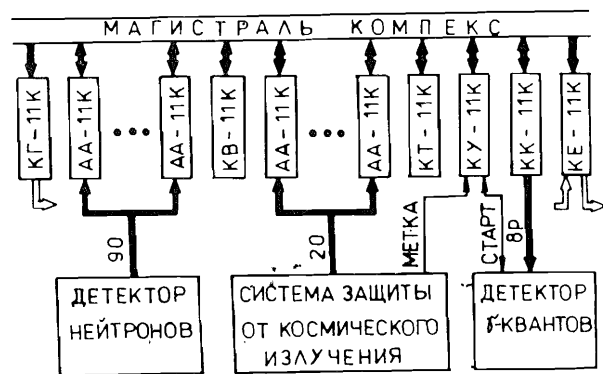 МАГИСТРАЛЬ КОМПЕКС
КГ-11К
АА-11К
АА-11К
КВ-11К
АА-11К
АА-11К
КТ-11К
КУ-11К
КК-11К
КЕ-11К
90
20
МЕТКА
СТАРТ
8Р
ДЕТЕКТОР
НЕЙТРОНОВ
СИСТЕМА ЗАЩИТЫ
ОТ КОСМИЧЕСКОГО
ИЗЛУЧЕНИЯ
ДЕТЕКТОР
γ-КВАНТОВ